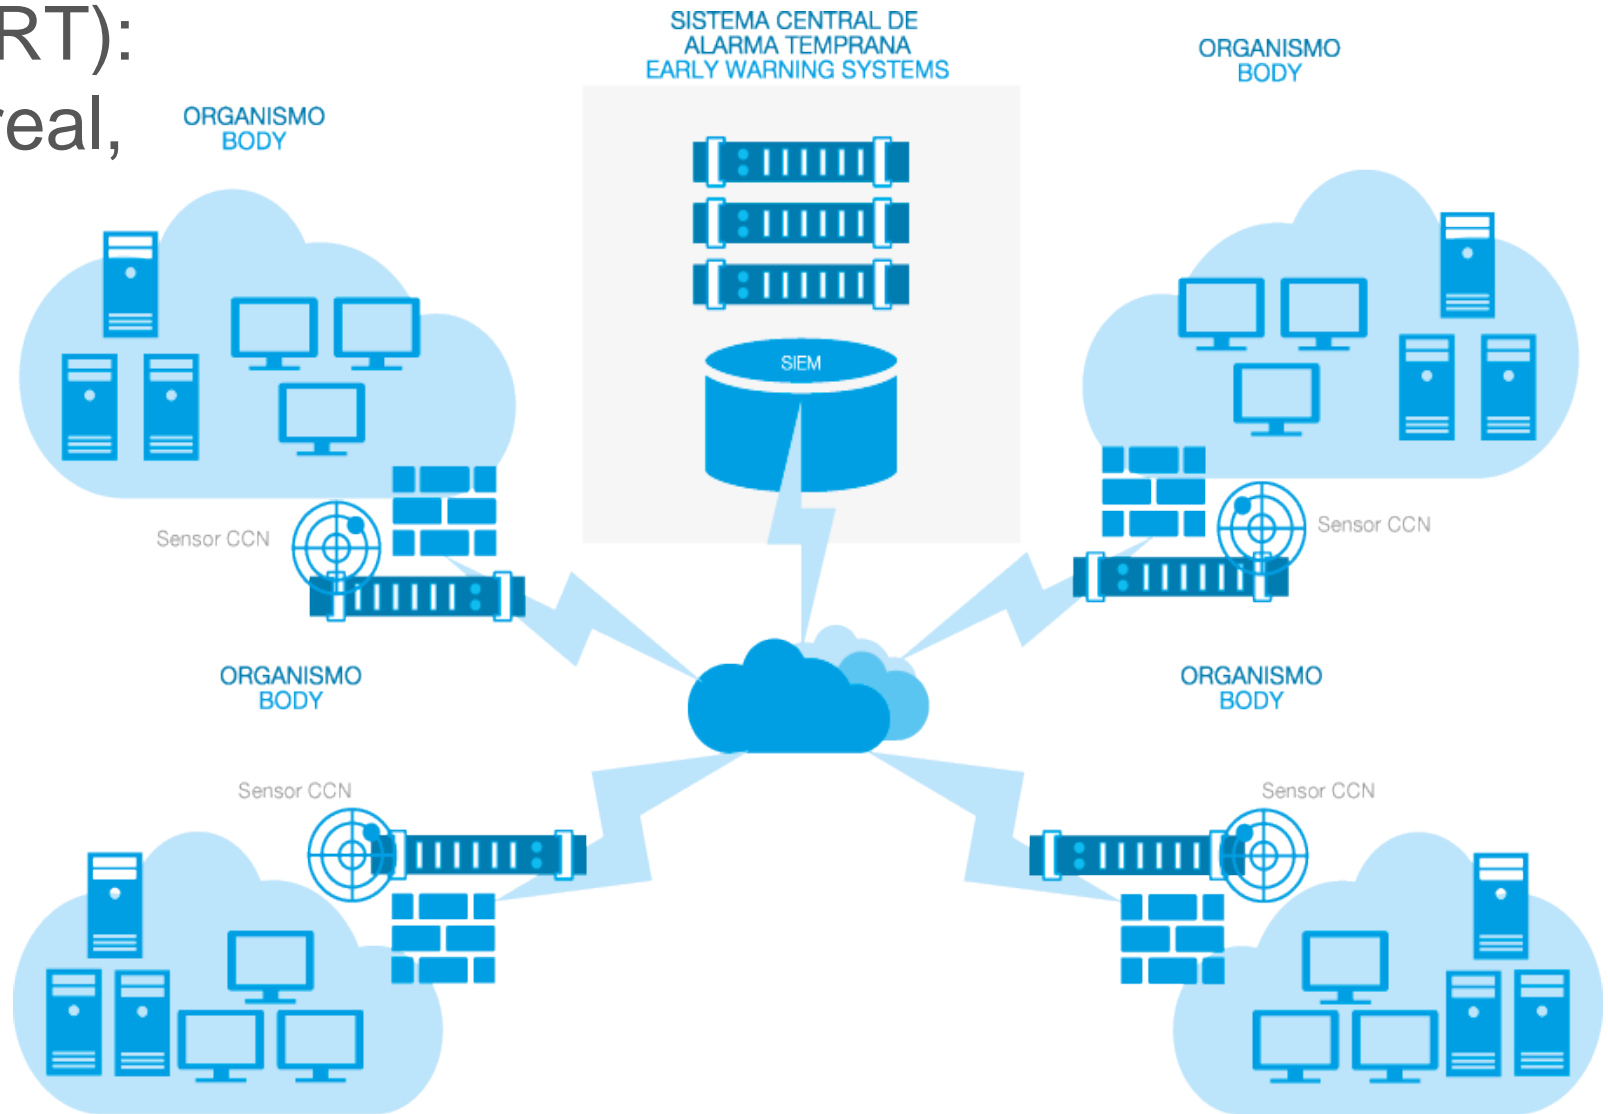 RT):
real,
SISTEMA CENTRAL DE
ALARMA TEMPRANA
EARLY WARNING SYSTEMS
ORGANISMO
BODY
ORGANISMO
BODY
SIEM
Sensor CCN
Sensor CCN
ORGANISMO
BODY
ORGANISMO
BODY
Sensor CCN
Sensor CCN